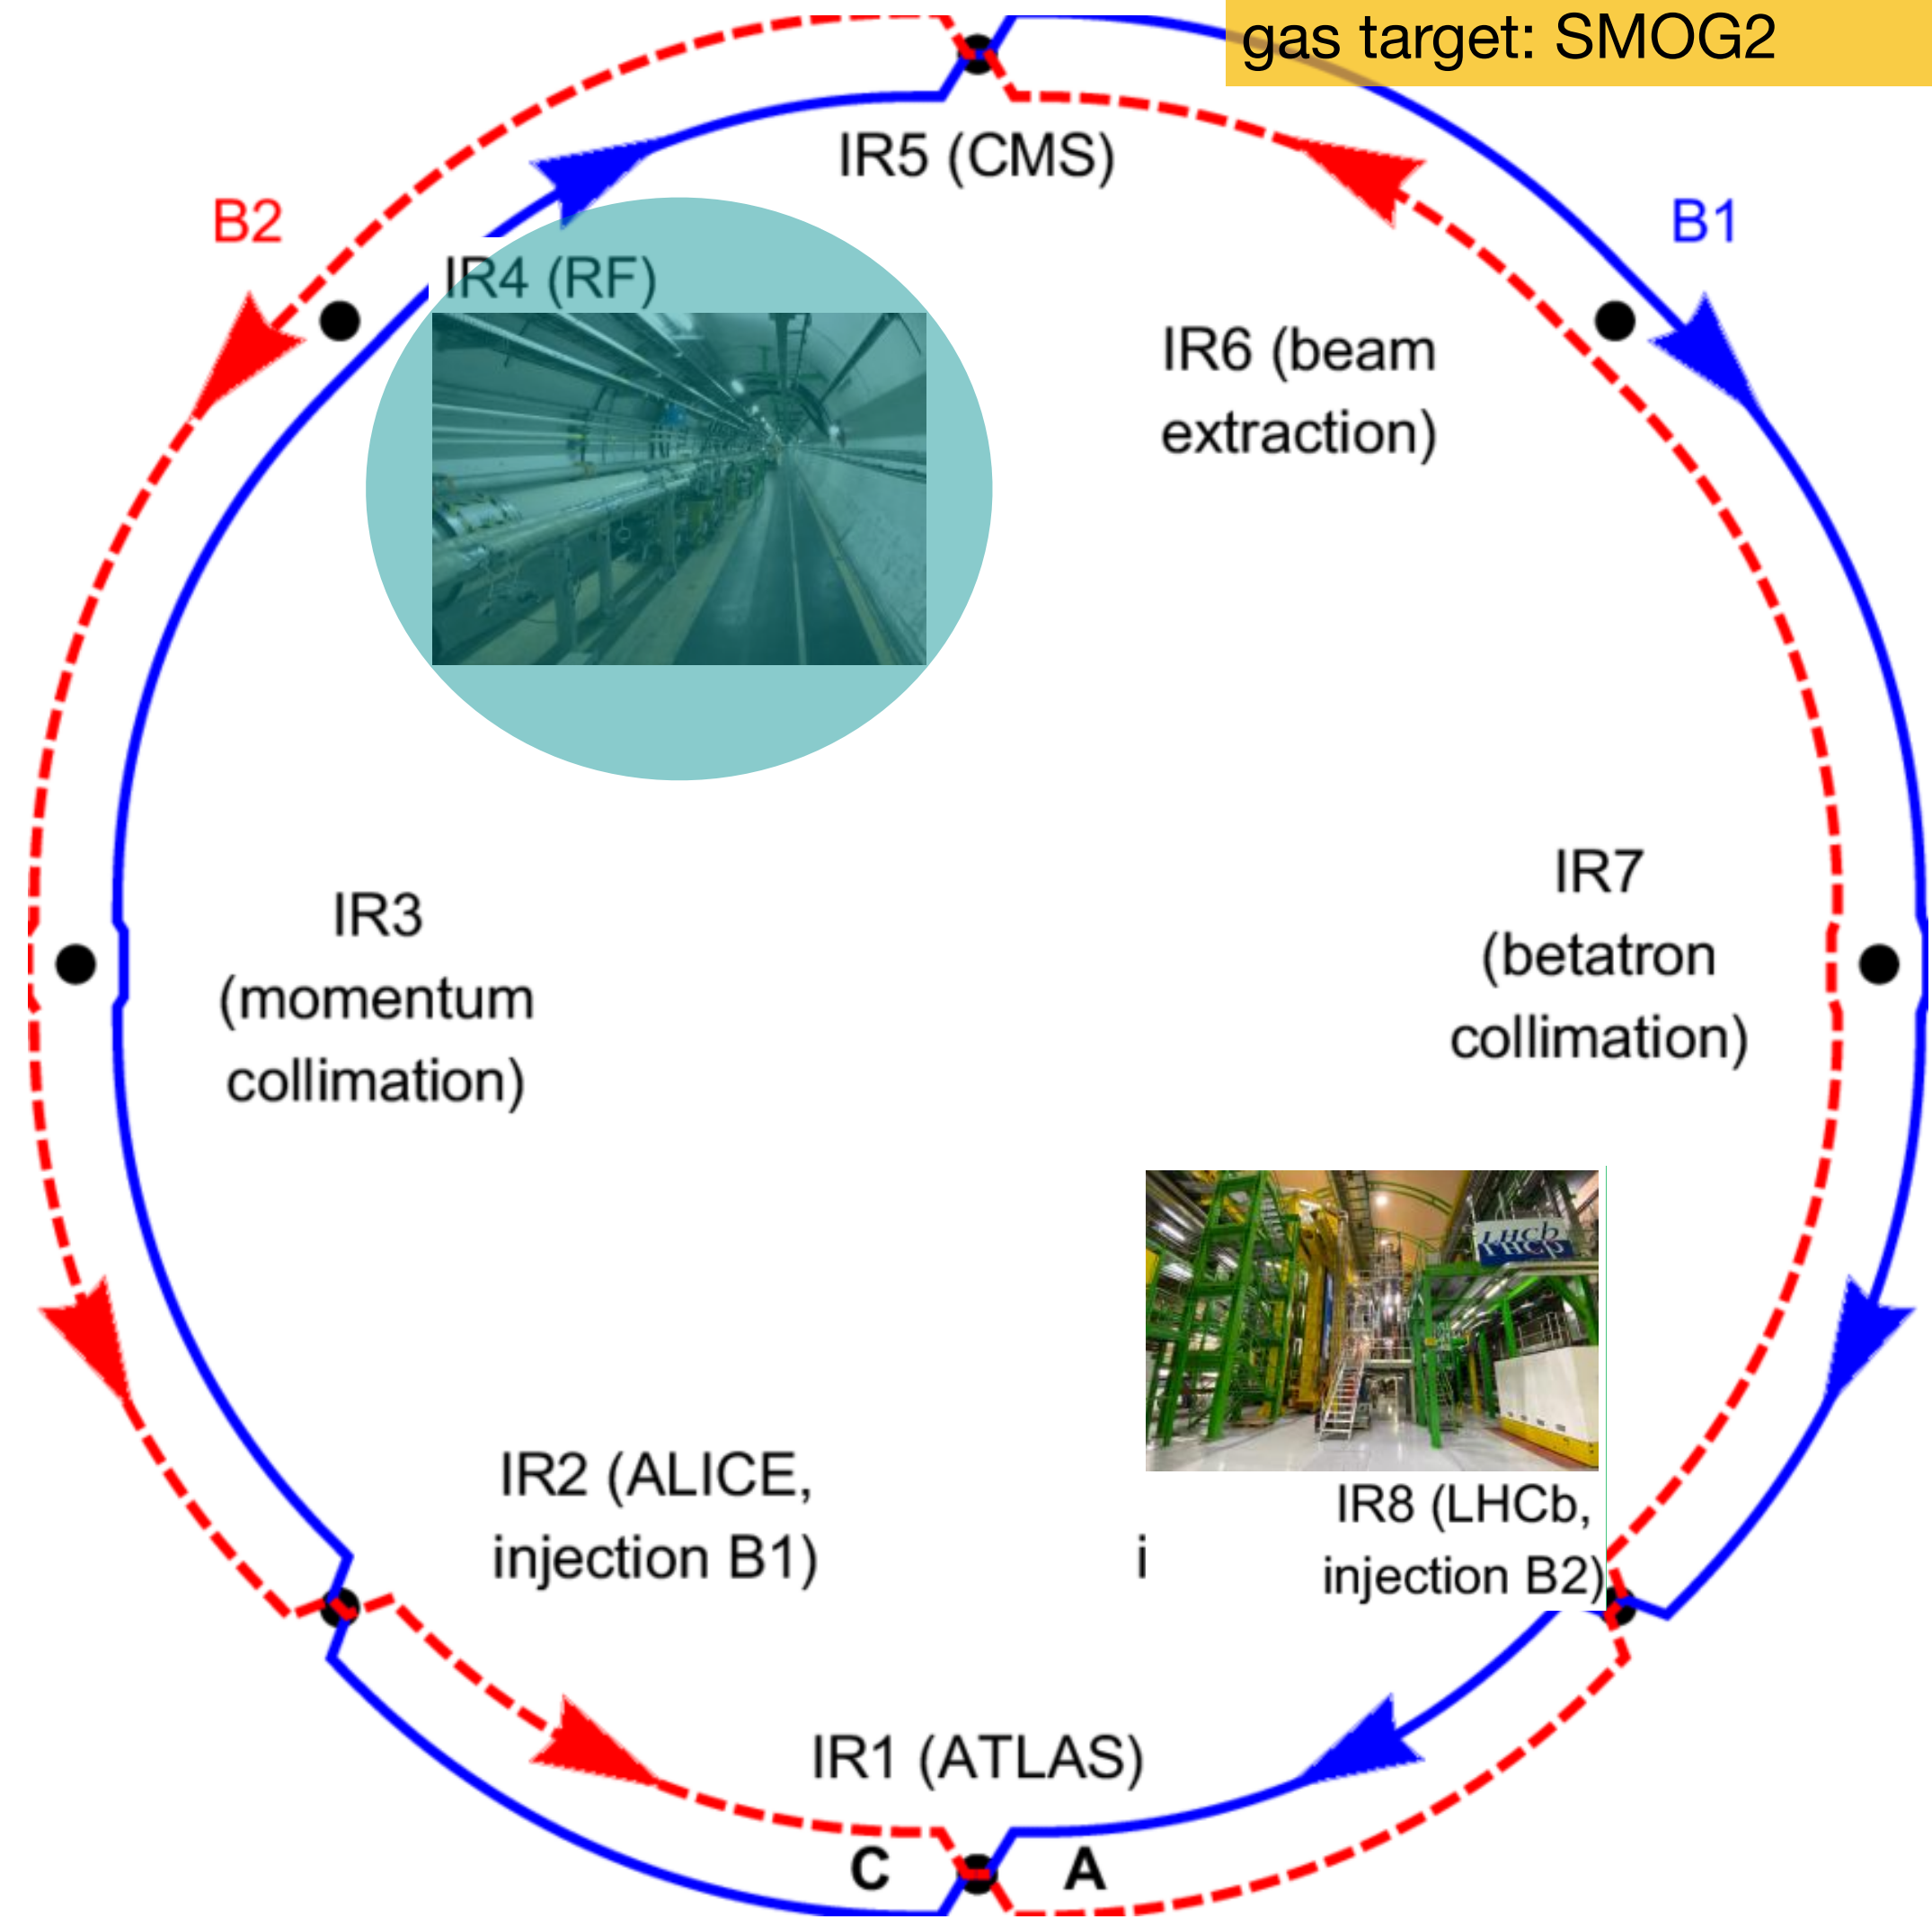 gas target: SMOG2
IR5 (CMS)
B2
B1
IR4 (RF)
IR6 (beam
extraction)
IR7
(betatron
collimation)
IR3
(momentum
collimation)
LHCb
LHCb
IR2 (ALICE,
injection B1)
i
IR8 (LHCb,
injection B2)
IR1 (ATLAS)
C
A